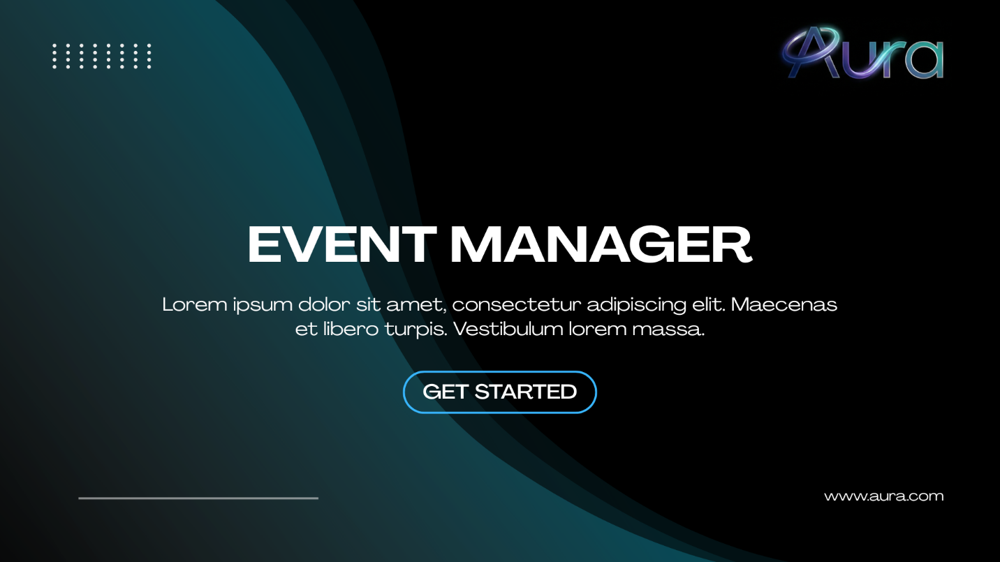 Aura
EVENT MANAGER
Lorem ipsum dolor sit amet, consectetur adipiscing elit. Maecenas
et libero turpis. Vestibulum lorem massa.
GET STARTED
www.aura.com